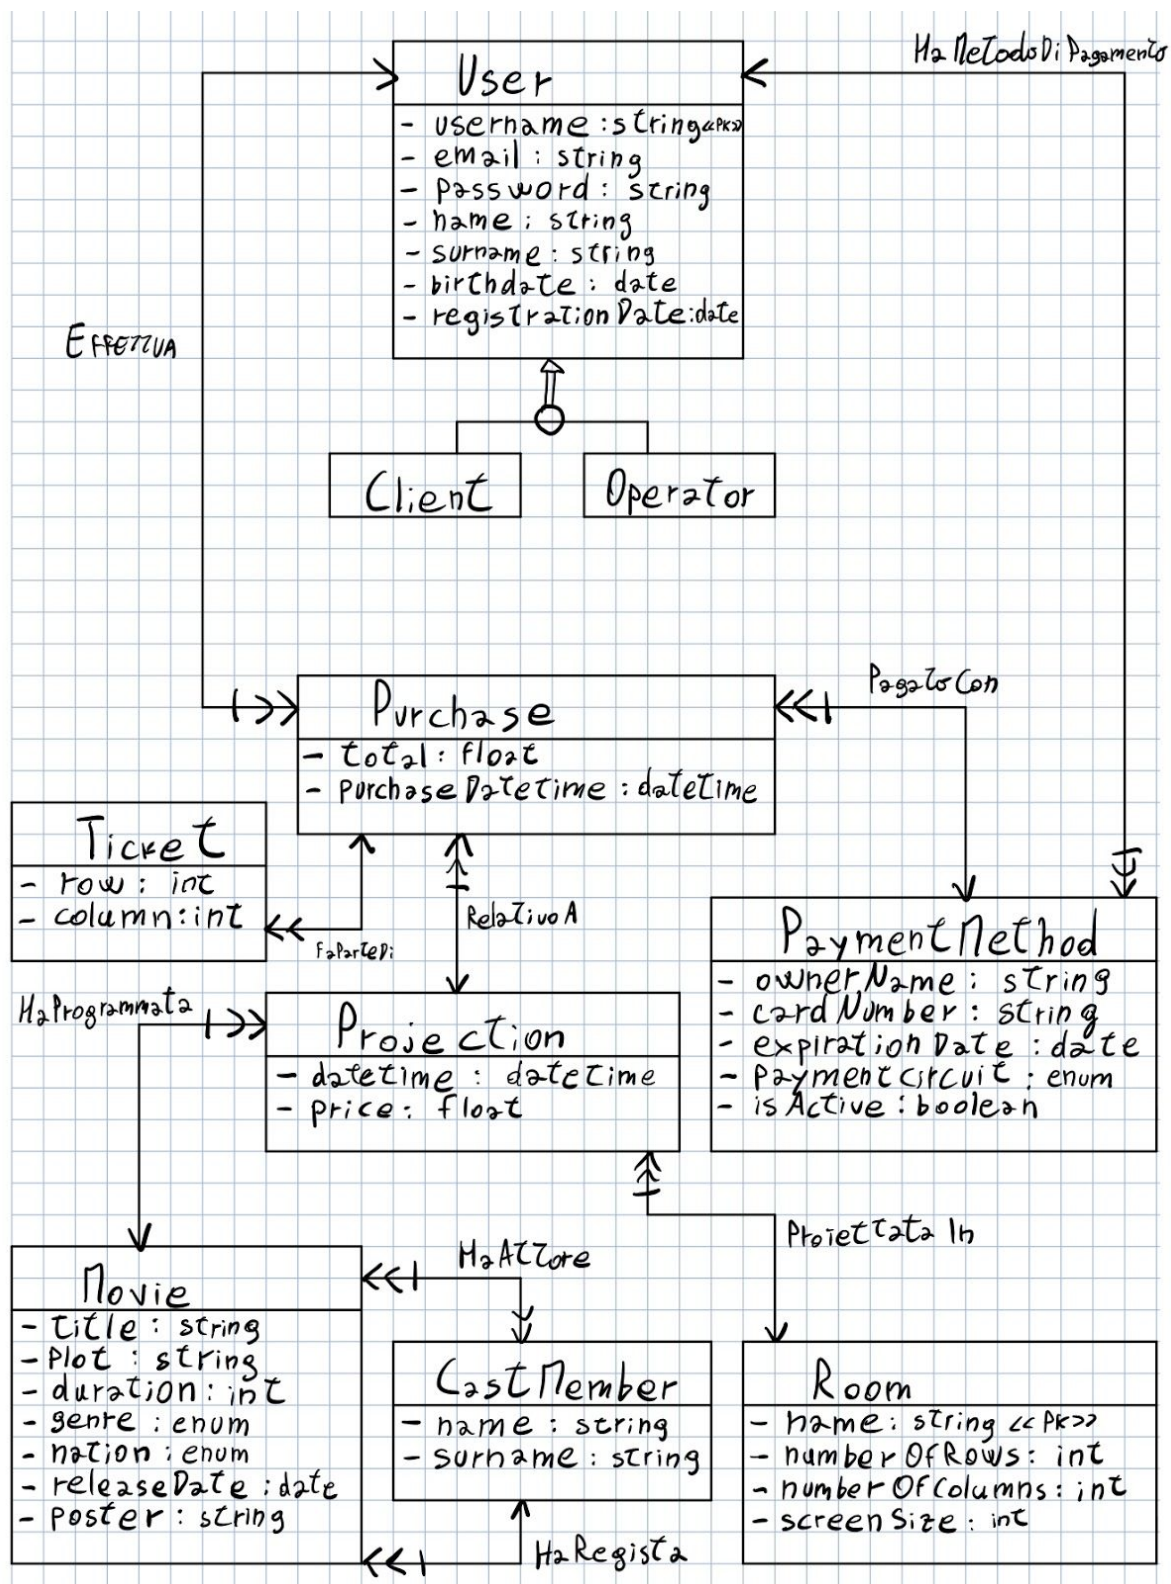 HaMetodoDiPagamento
User
- username : string <<PK>>
- email : string
- password : string
- name : string
- surname : string
- birthdate : date
- registrationDate : date
EFFETTUA
Client
Operator
PagatoCon
Purchase
- total : float
- purchaseDatetime : datetime
Ticket
- row : int
- column : int
FaParteDi
RelativoA
PaymentMethod
- ownerName : string
- cardNumber : string
- expirationDate : date
- paymentcircuit : enum
- isActive : boolean
HaProgrammata
Projection
- datetime : datetime
- price : float
ProiettataIn
HaAttore
Movie
- title : string
- Plot : string
- duration : int
- genre : enum
- nation : enum
- releaseDate : date
- poster : string
CastMember
- name : string
- surname : string
Room
- name : string <<PK>>
- numberOfRows : int
- numberOfColumns : int
- screenSize : int
HaRegista